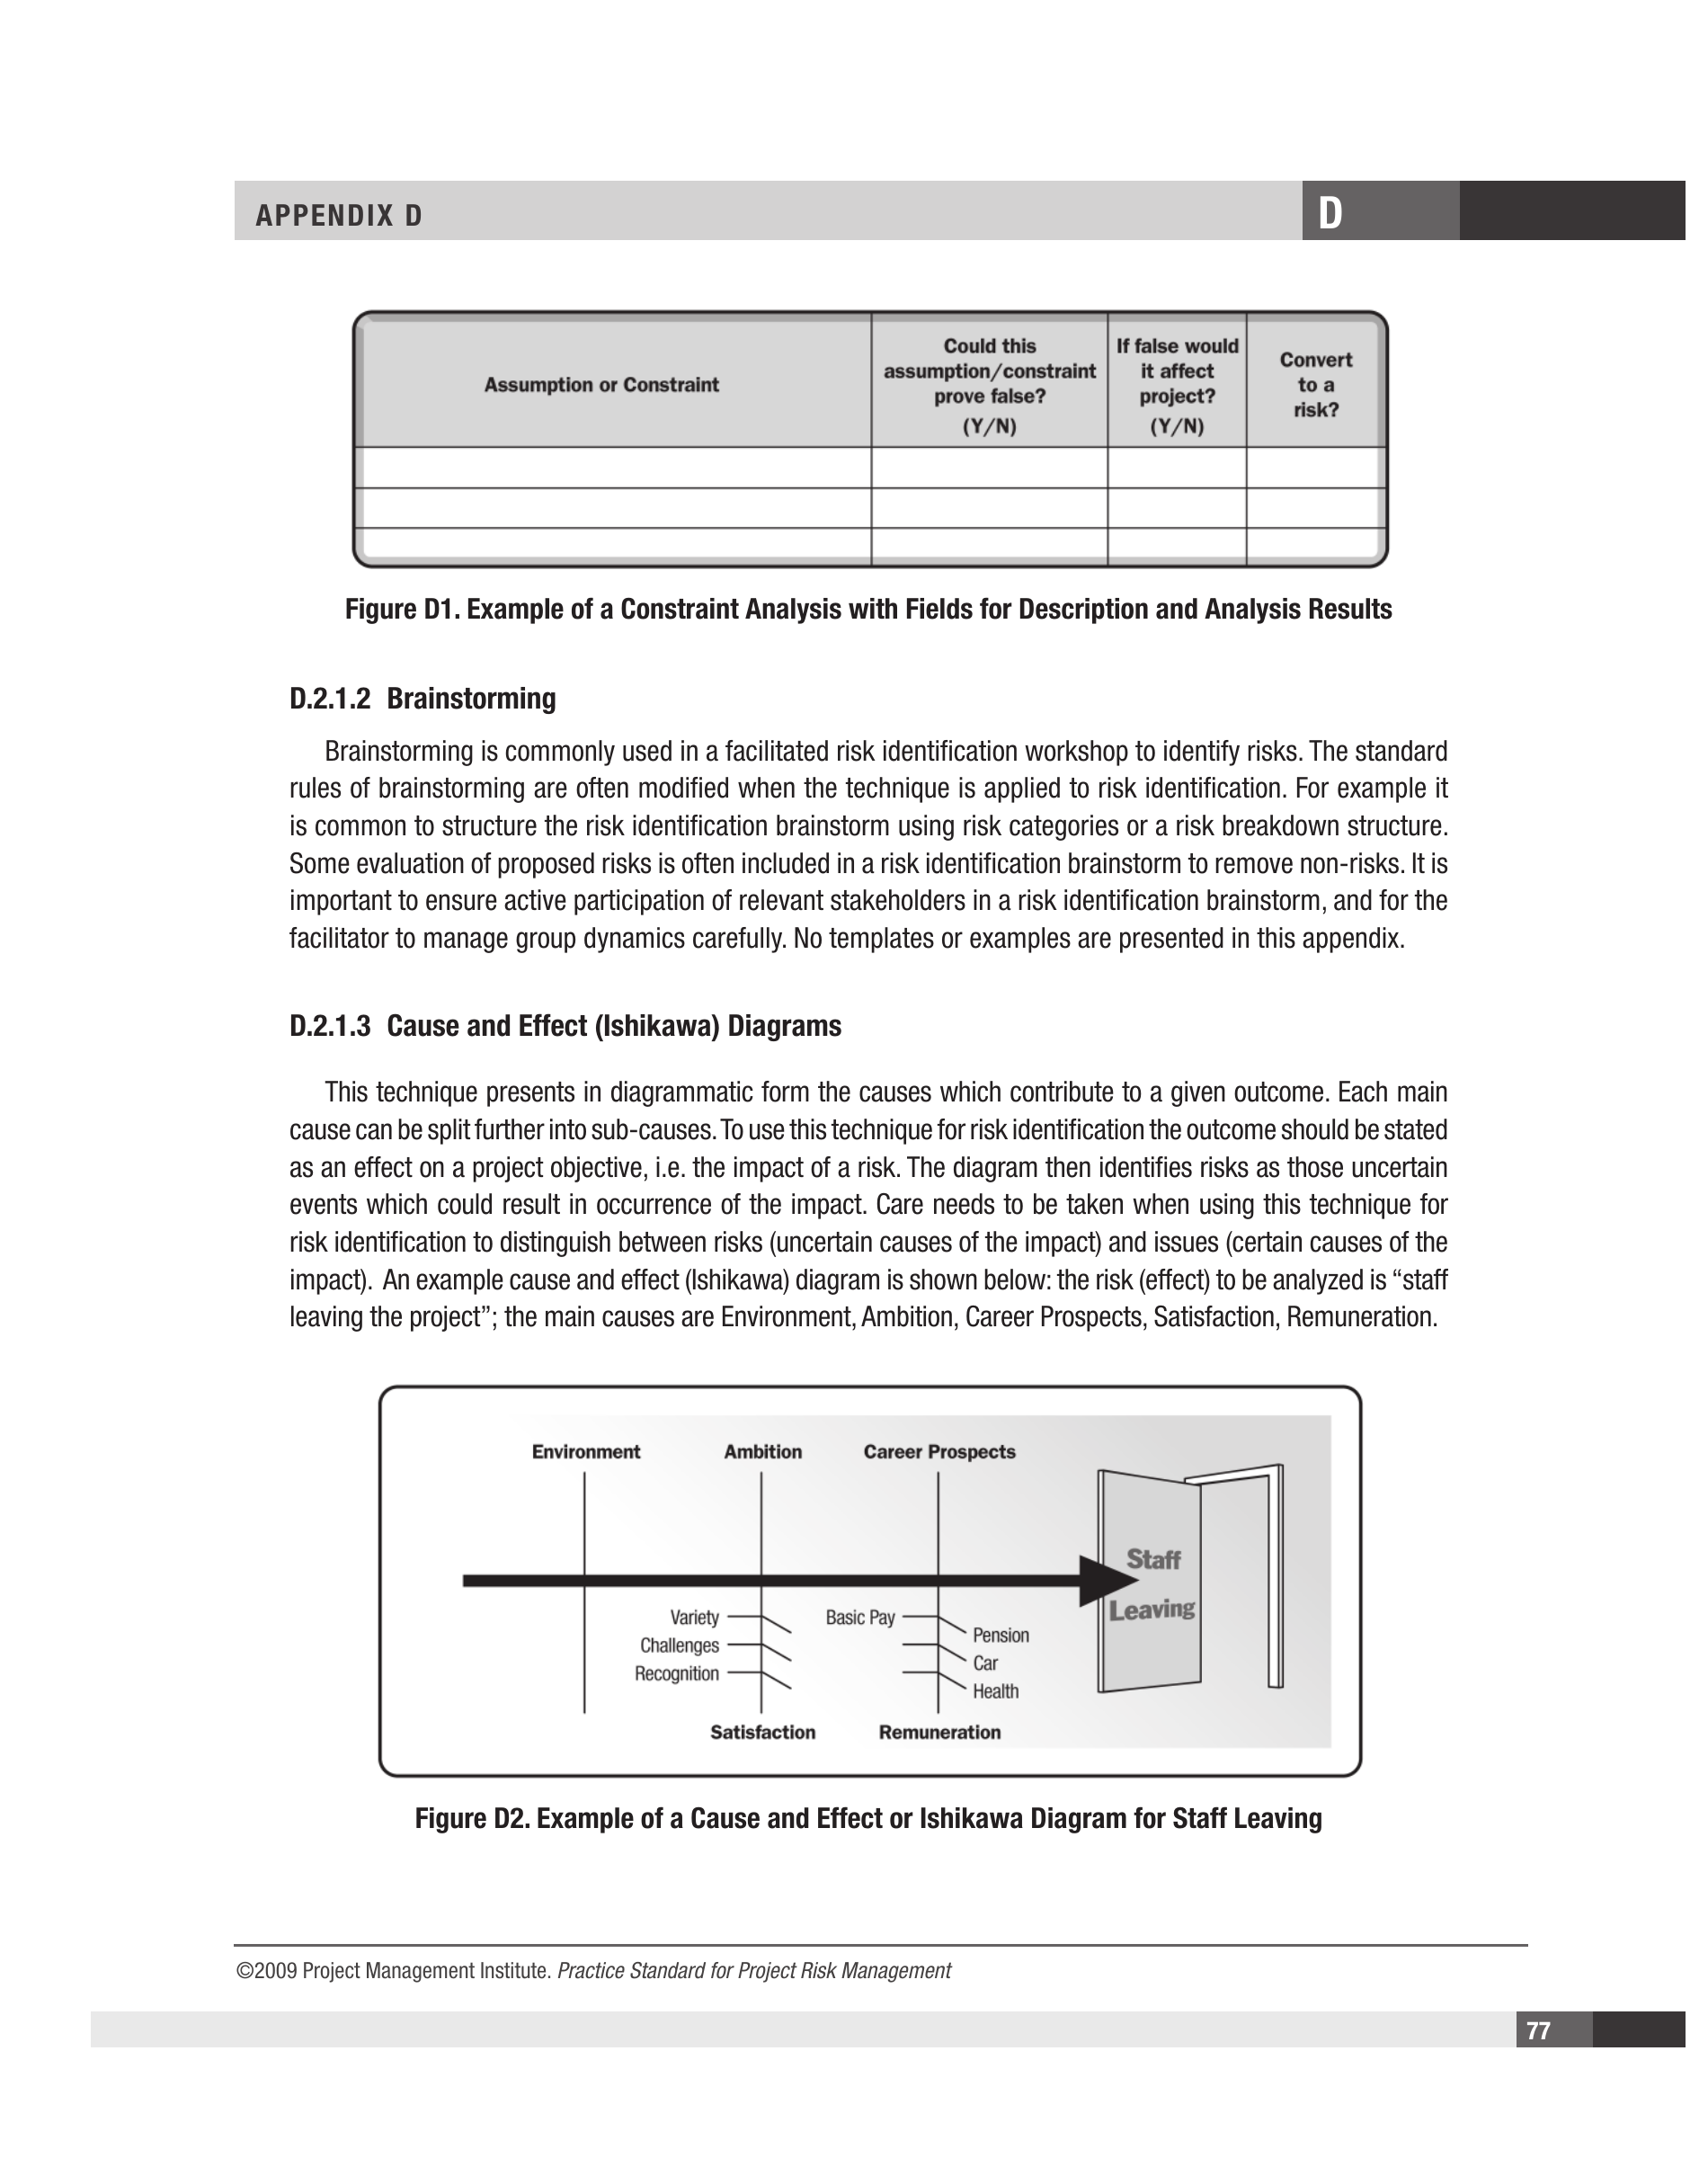 APPENDIX D
D
Assumption or Constraint
Could this
assumption/constraint
prove false?
(Y/N)
If false would
it affect
project?
(Y/N)
Convert
to a
risk?
Figure D1. Example of a Constraint Analysis with Fields for Description and Analysis Results
D.2.1.2 Brainstorming
Brainstorming is commonly used in a facilitated risk identification workshop to identify risks. The standard
rules of brainstorming are often modified when the technique is applied to risk identification. For example it
is common to structure the risk identification brainstorm using risk categories or a risk breakdown structure.
Some evaluation of proposed risks is often included in a risk identification brainstorm to remove non-risks. It is
important to ensure active participation of relevant stakeholders in a risk identification brainstorm, and for the
facilitator to manage group dynamics carefully. No templates or examples are presented in this appendix.
D.2.1.3 Cause and Effect (Ishikawa) Diagrams
This technique presents in diagrammatic form the causes which contribute to a given outcome. Each main
cause can be split further into sub-causes. To use this technique for risk identification the outcome should be stated
as an effect on a project objective, i.e. the impact of a risk. The diagram then identifies risks as those uncertain
events which could result in occurrence of the impact. Care needs to be taken when using this technique for
risk identification to distinguish between risks (uncertain causes of the impact) and issues (certain causes of the
impact). An example cause and effect (Ishikawa) diagram is shown below: the risk (effect) to be analyzed is “staff
leaving the project”; the main causes are Environment, Ambition, Career Prospects, Satisfaction, Remuneration.
Environment
Ambition
Career Prospects
Staff
Leaving
Variety
Challenges
Recognition
Basic Pay
Pension
Car
Health
Satisfaction
Remuneration
Figure D2. Example of a Cause and Effect or Ishikawa Diagram for Staff Leaving
©2009 Project Management Institute. Practice Standard for Project Risk Management
77